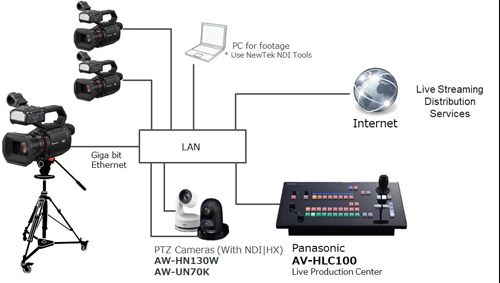 PC for footage
* Use NewTek NDI Tools
Live Streaming
Distribution
Services
Internet
LAN
Giga bit
Ethernet
PTZ Cameras (With NDI|HX)
AW-HN130W
AW-UN70K
Panasonic
AV-HLC100
Live Production Center